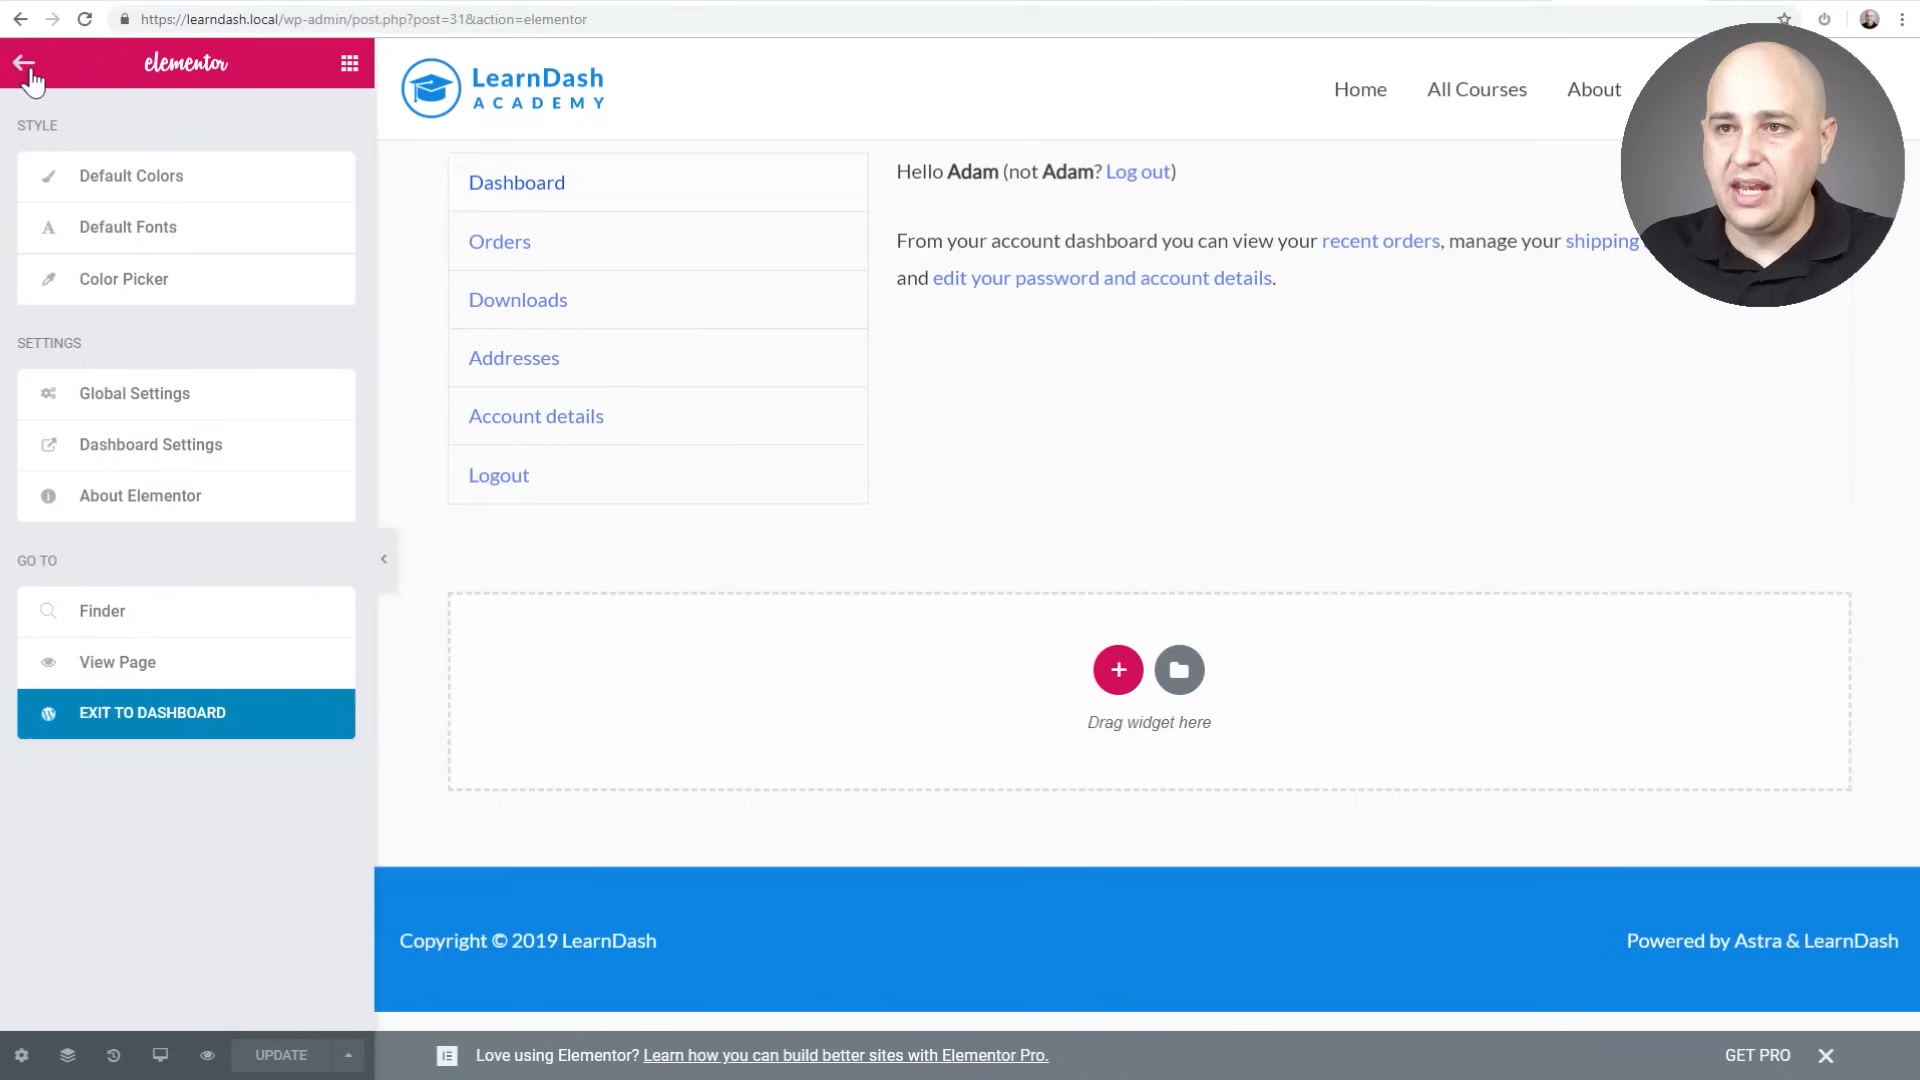 https://learndash.local/wp-admin/post.php?post=31&action=elementor
elementor
STYLE
Default Colors
Default Fonts
Color Picker
SETTINGS
Global Settings
Dashboard Settings
About Elementor
GO TO
Finder
View Page
EXIT TO DASHBOARD
UPDATE
LearnDash
ACADEMY
Home
All Courses
About
Dashboard
Orders
Downloads
Addresses
Account details
Logout
Hello Adam (not Adam? Log out)
From your account dashboard you can view your recent orders, manage your shipping
and edit your password and account details.
Drag widget here
Copyright © 2019 LearnDash
Powered by Astra & LearnDash
Love using Elementor? Learn how you can build better sites with Elementor Pro.
GET PRO